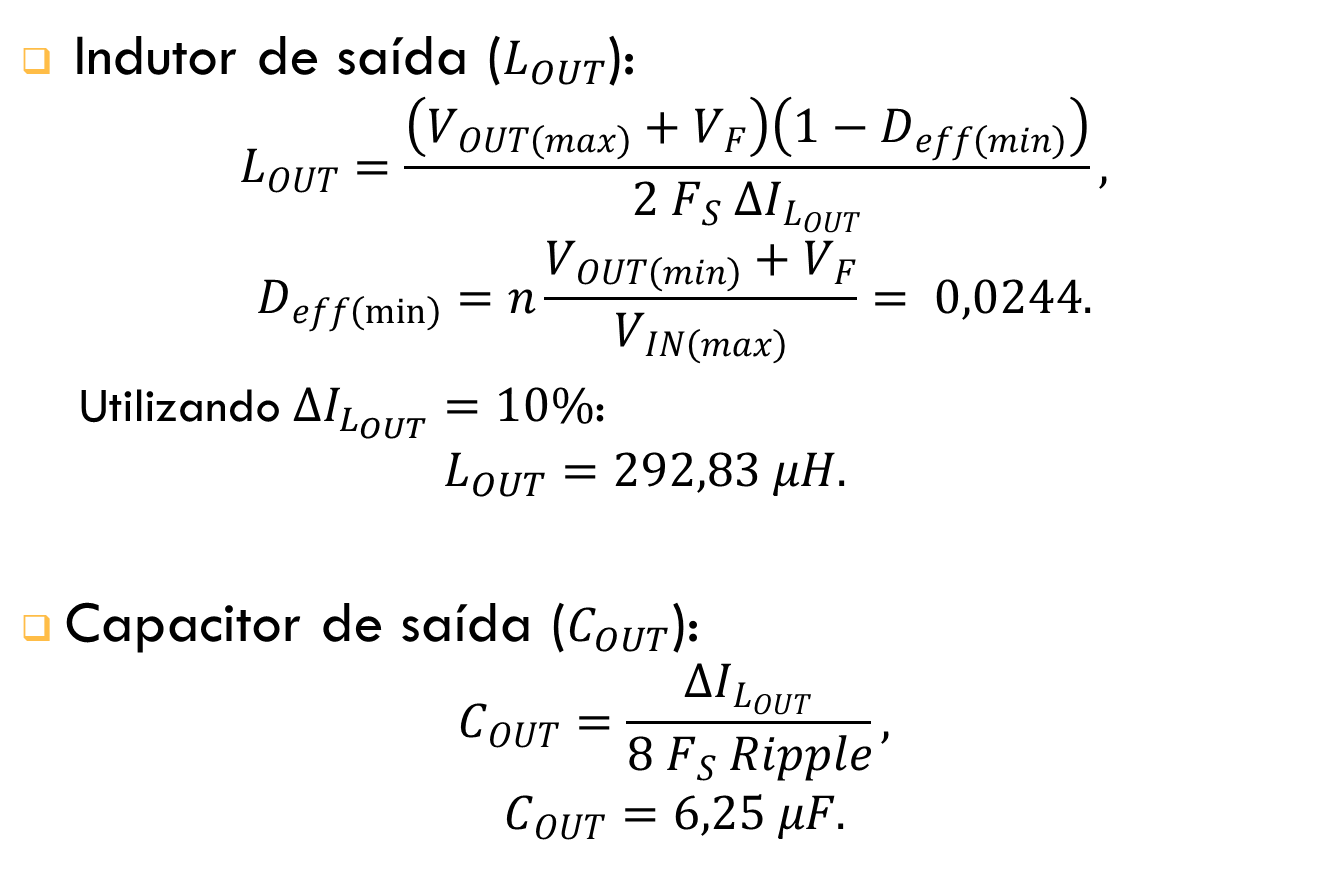 ❑ Indutor de saída (L_OUT):
L_OUT = (V_OUT(max) + V_F)(1 − D_eff(min)) / 2 F_S ΔI_L_OUT,
D_eff(min) = n (V_OUT(min) + V_F) / V_IN(max) = 0,0244.
Utilizando ΔI_L_OUT = 10%:
L_OUT = 292,83 μH.
❑ Capacitor de saída (C_OUT):
C_OUT = ΔI_L_OUT / 8 F_S Ripple,
C_OUT = 6,25 μF.